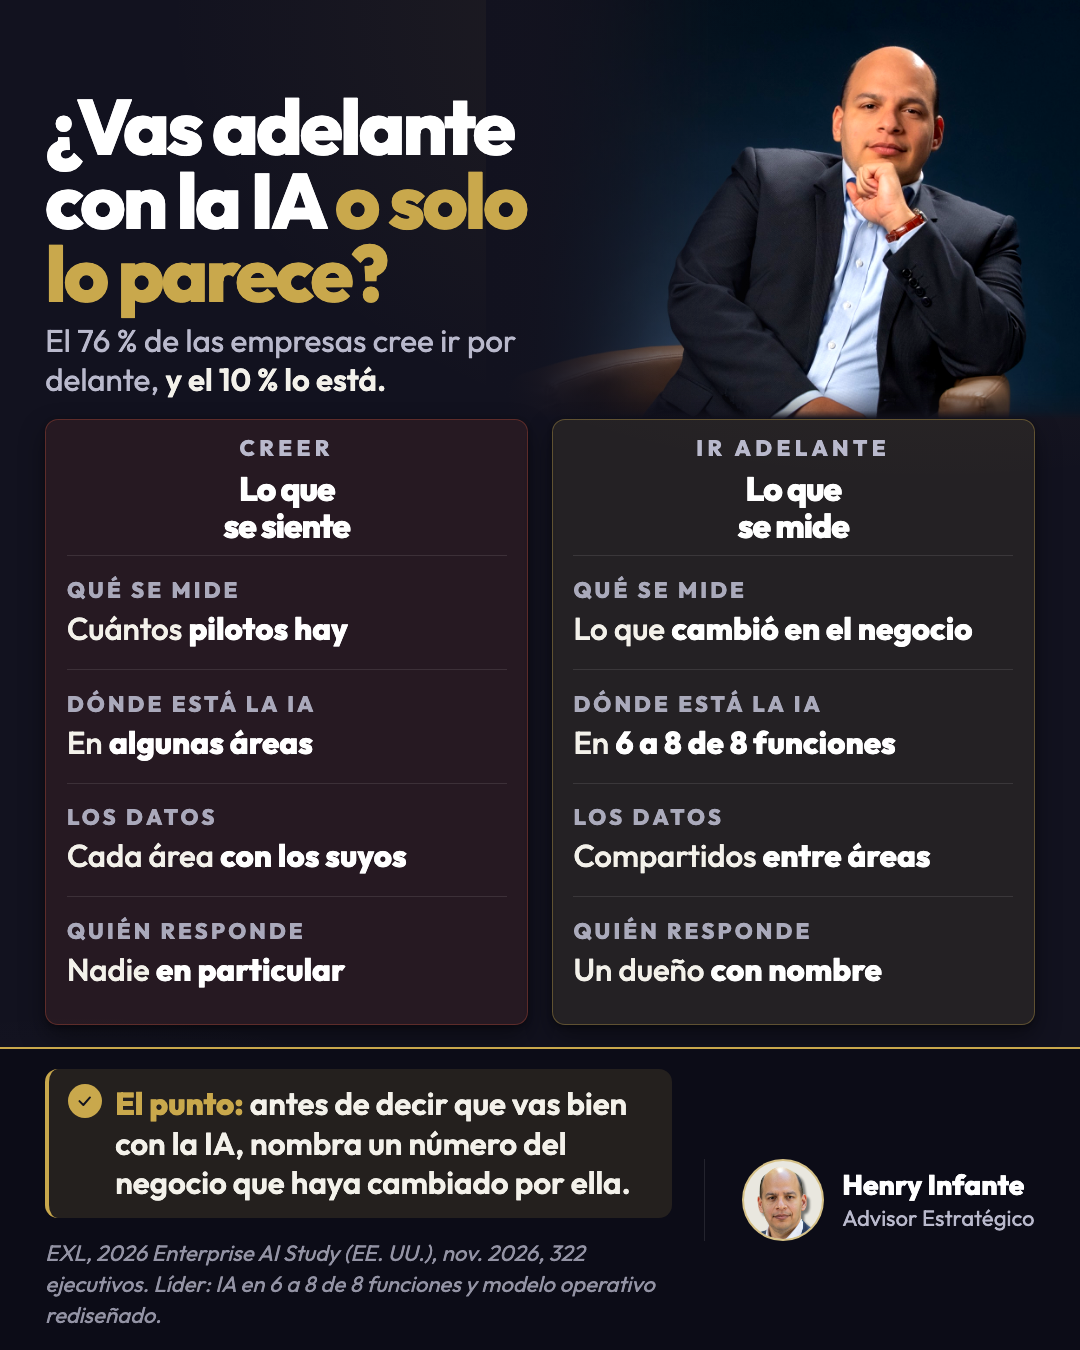 ¿Vas adelante
con la IA o solo
lo parece?
El 76 % de las empresas cree ir por
delante, y el 10 % lo está.
CREER
Lo que
se siente
QUÉ SE MIDE
Cuántos pilotos hay
DÓNDE ESTÁ LA IA
En algunas áreas
LOS DATOS
Cada área con los suyos
QUIÉN RESPONDE
Nadie en particular
IR ADELANTE
Lo que
se mide
QUÉ SE MIDE
Lo que cambió en el negocio
DÓNDE ESTÁ LA IA
En 6 a 8 de 8 funciones
LOS DATOS
Compartidos entre áreas
QUIÉN RESPONDE
Un dueño con nombre
El punto: antes de decir que vas bien
con la IA, nombra un número del
negocio que haya cambiado por ella.
EXL, 2026 Enterprise AI Study (EE. UU.), nov. 2026, 322
ejecutivos. Líder: IA en 6 a 8 de 8 funciones y modelo operativo
rediseñado.
Henry Infante
Advisor Estratégico